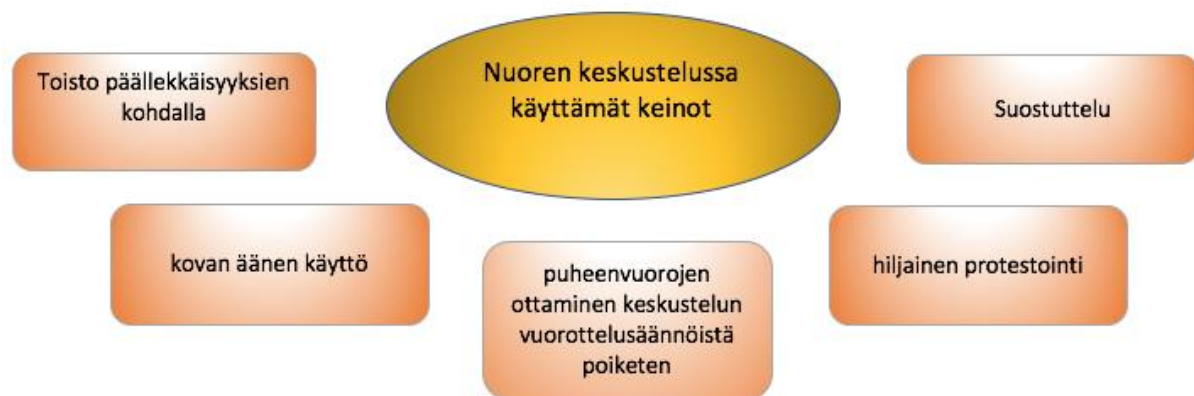 Nuoren keskustelussa
käyttämät keinot
Toisto päällekkäisyyksien
kohdalla
Suostuttelu
kovan äänen käyttö
puheenvuorojen
ottaminen keskustelun
vuorottelusäännöistä
poiketen
hiljainen protestointi